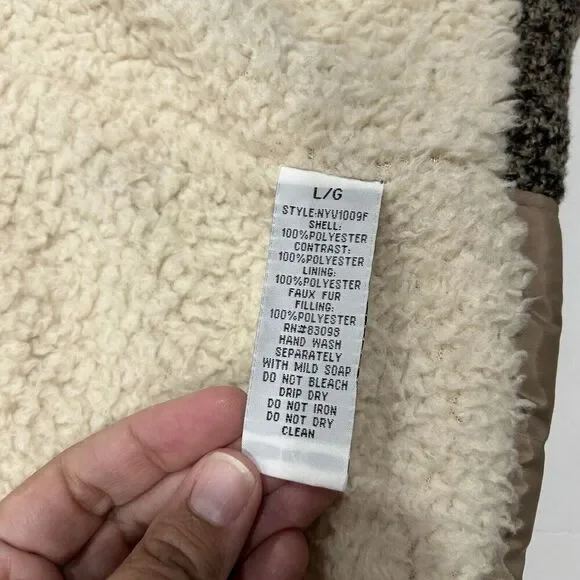 L/G
STYLE:NYU1009F
SHELL:
100%POLYESTER
CONTRAST:
100%POLYESTER
LINING:
100%POLYESTER
FAUX FUR
FILLING:
100%POLYESTER
RN#83098
HAND WASH
SEPARATELY
WITH MILD SOAP
DO NOT BLEACH
DRIP DRY
DO NOT IRON
DO NOT DRY
CLEAN